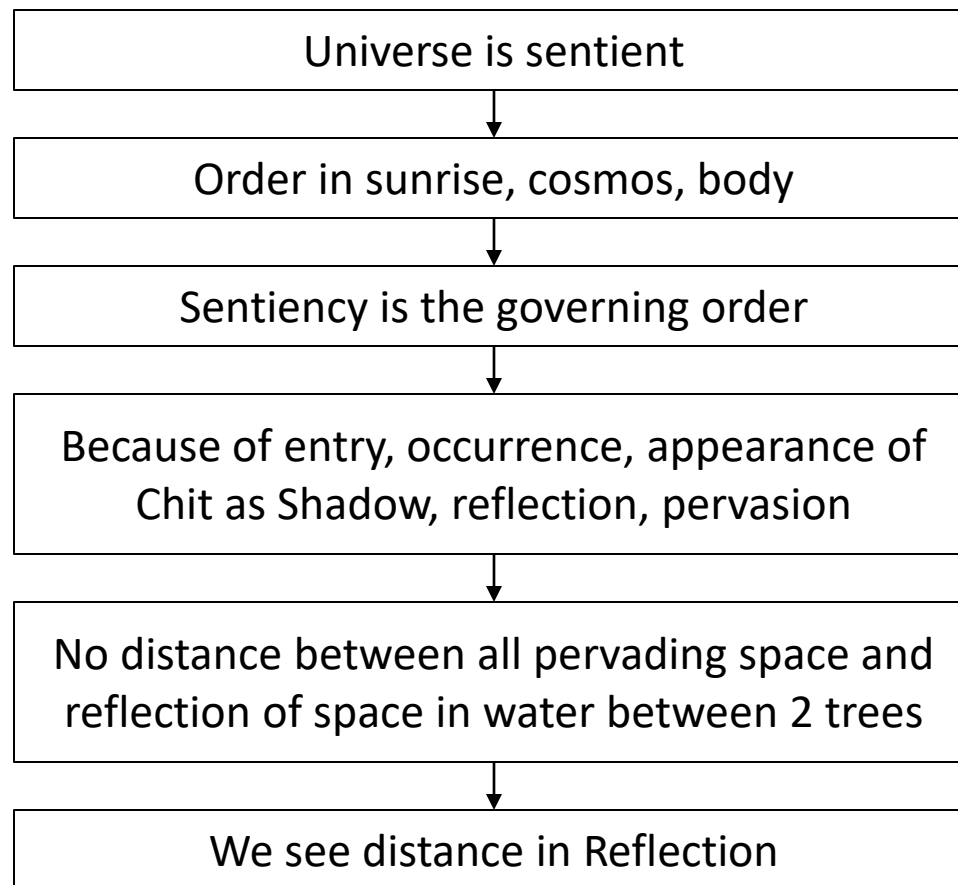 Universe is sentient
Order in sunrise, cosmos, body
Sentiency is the governing order
Because of entry, occurrence, appearance of
Chit as Shadow, reflection, pervasion
No distance between all pervading space and
reflection of space in water between 2 trees
We see distance in Reflection